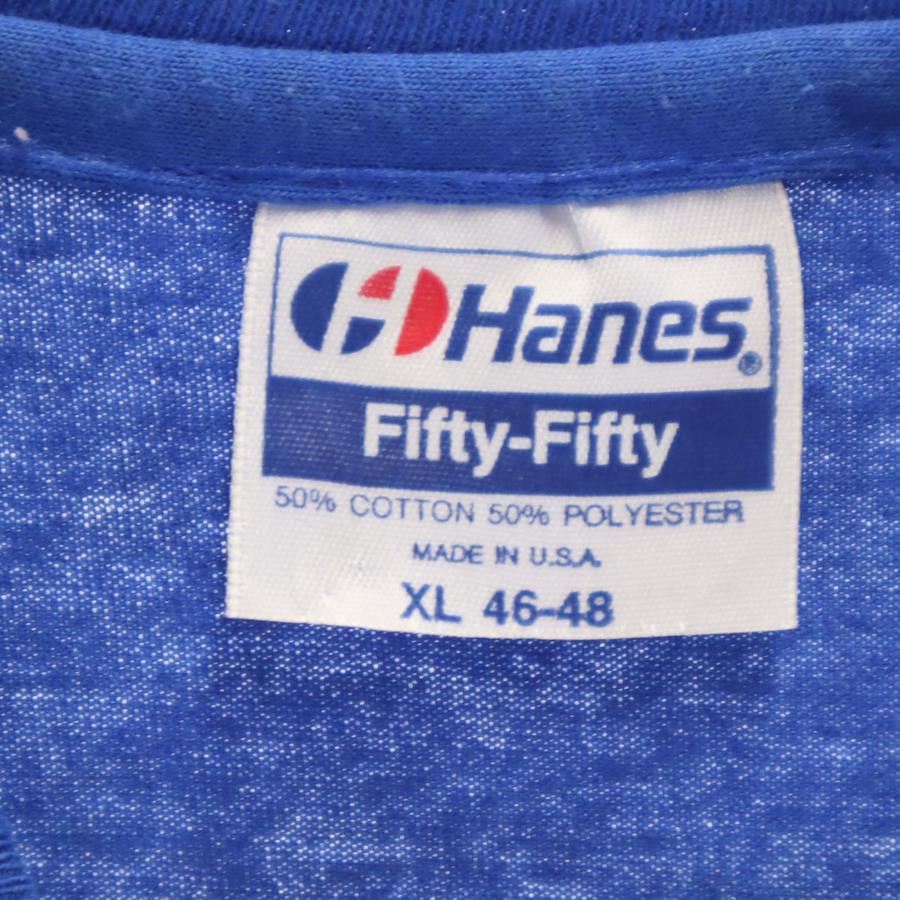 Hanes®
Fifty-Fifty
50% COTTON 50% POLYESTER
MADE IN U.S.A.
XL 46-48